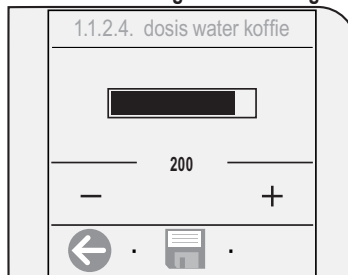 1.1.2.4. dosis water koffie
200
− +